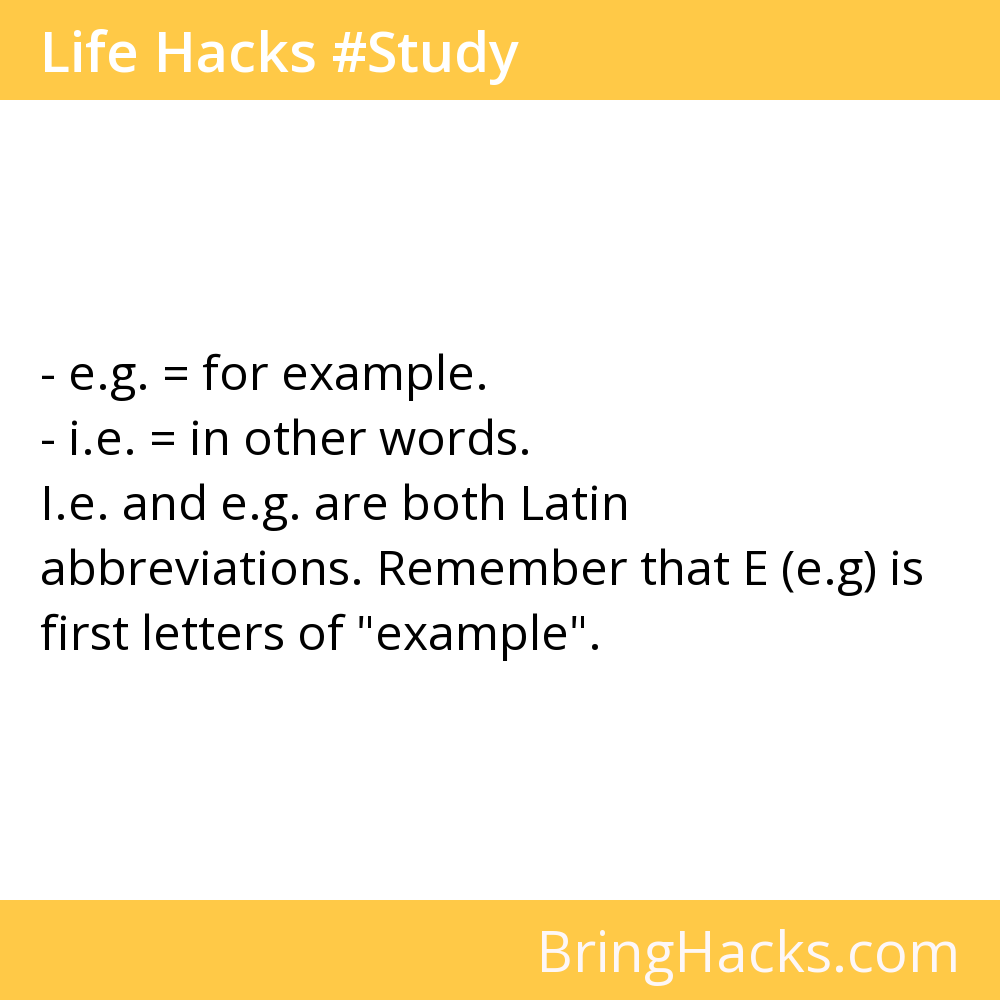 Life Hacks #Study
- e.g. = for example.
- i.e. = in other words.
I.e. and e.g. are both Latin
abbreviations. Remember that E (e.g) is
first letters of "example".
BringHacks.com